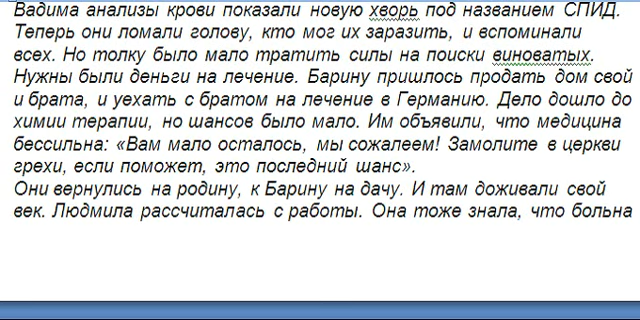 Вадима анализы крови показали новую хворь под названием СПИД.
Теперь они ломали голову, кто мог их заразить, и вспоминали
всех. Но толку было мало тратить силы на поиски виноватых.
Нужны были деньги на лечение. Барину пришлось продать дом свой
и брата, и уехать с братом на лечение в Германию. Дело дошло до
химии терапии, но шансов было мало. Им объявили, что медицина
бессильна: «Вам мало осталось, мы сожалеем! Замолите в церкви
грехи, если поможет, это последний шанс».
Они вернулись на родину, к Барину на дачу. И там доживали свой
век. Людмила рассчиталась с работы. Она тоже знала, что больна